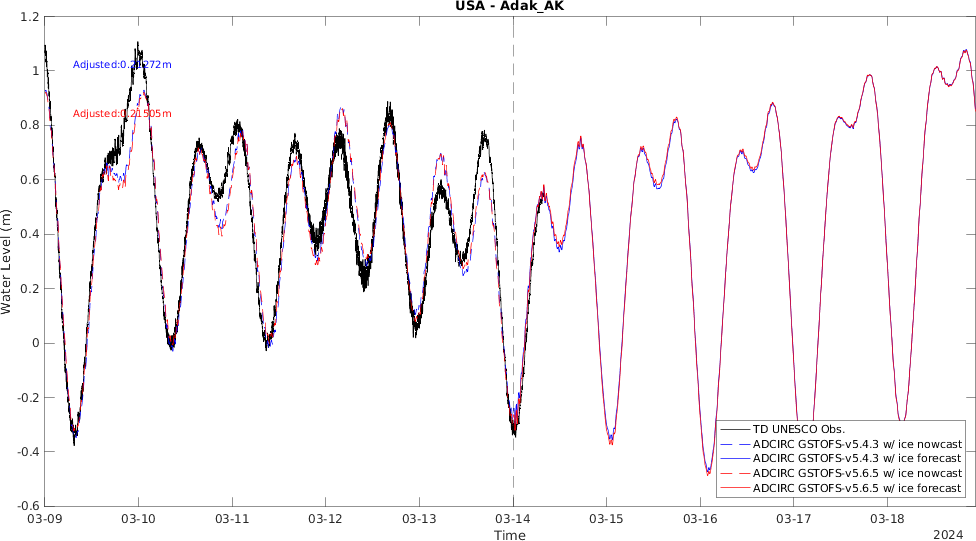 USA - Adak_AK
1.2
1
0.8
0.6
0.4
0.2
0
-0.2
-0.4
-0.6
Water Level (m)
Adjusted:0. 272m
Adjusted:0.21505m
TD UNESCO Obs.
ADCIRC GSTOFS-v5.4.3 w/ ice nowcast
ADCIRC GSTOFS-v5.4.3 w/ ice forecast
ADCIRC GSTOFS-v5.6.5 w/ ice nowcast
ADCIRC GSTOFS-v5.6.5 w/ ice forecast
03-09 03-10 03-11 03-12 03-13 03-14 03-15 03-16 03-17 03-18
Time
2024